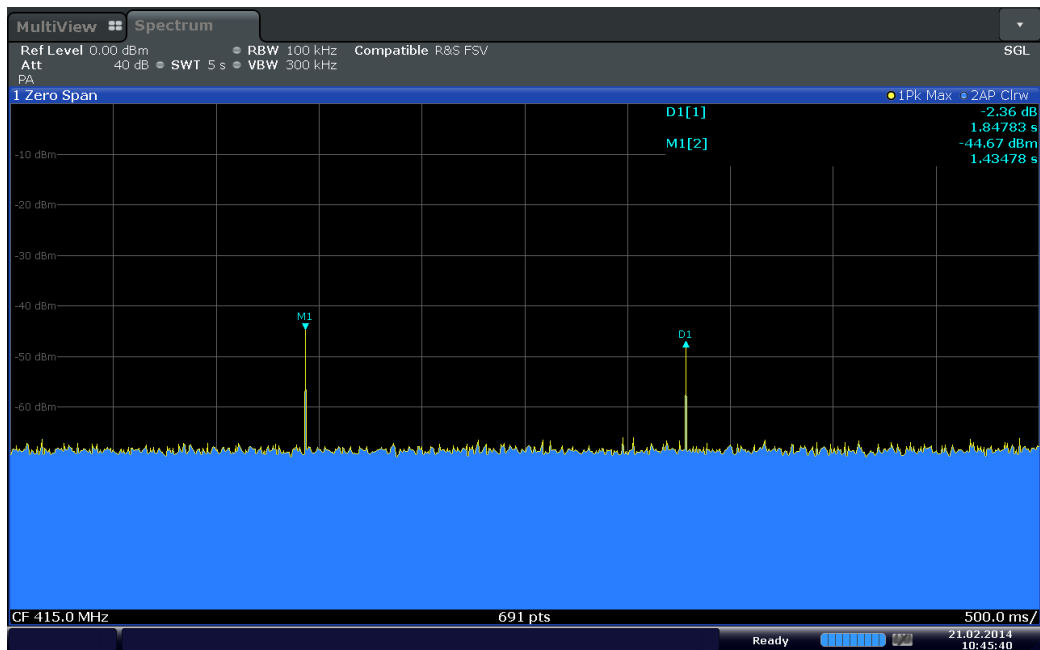 MultiView Spectrum
Ref Level 0.00 dBm RBW 100 kHz Compatible R&S FSV SGL
Att 40 dB SWT 5 s VBW 300 kHz
PA
1 Zero Span 1Pk Max 2AP Clrw
D1[1] -2.36 dB
1.84783 s
M1[2] -44.67 dBm
1.43478 s
-10 dBm
-20 dBm
-30 dBm
-40 dBm
M1
D1
-50 dBm
-60 dBm
CF 415.0 MHz 691 pts 500.0 ms/
Ready 21.02.2014
10:45:40